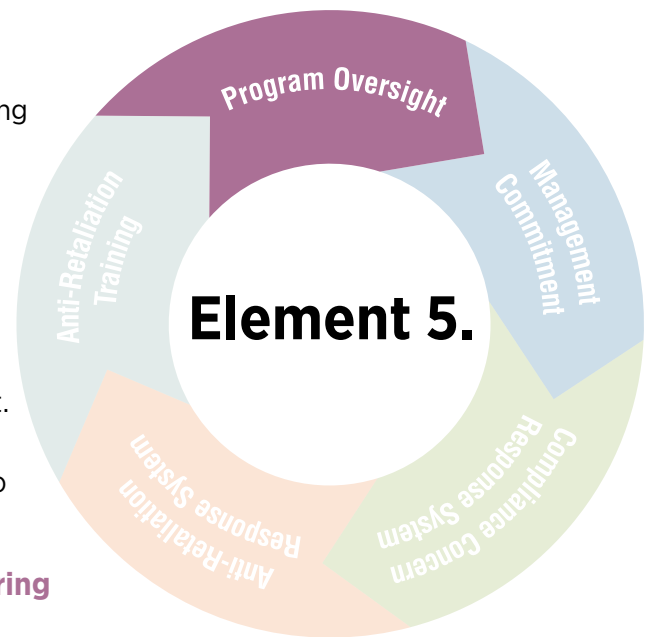 ng
Program Oversight
Management
Commitment
Anti-Retaliation
Training
Element 5.
t.
o
Compliance Concern
Response System
Anti-Retaliation
Response System
ring